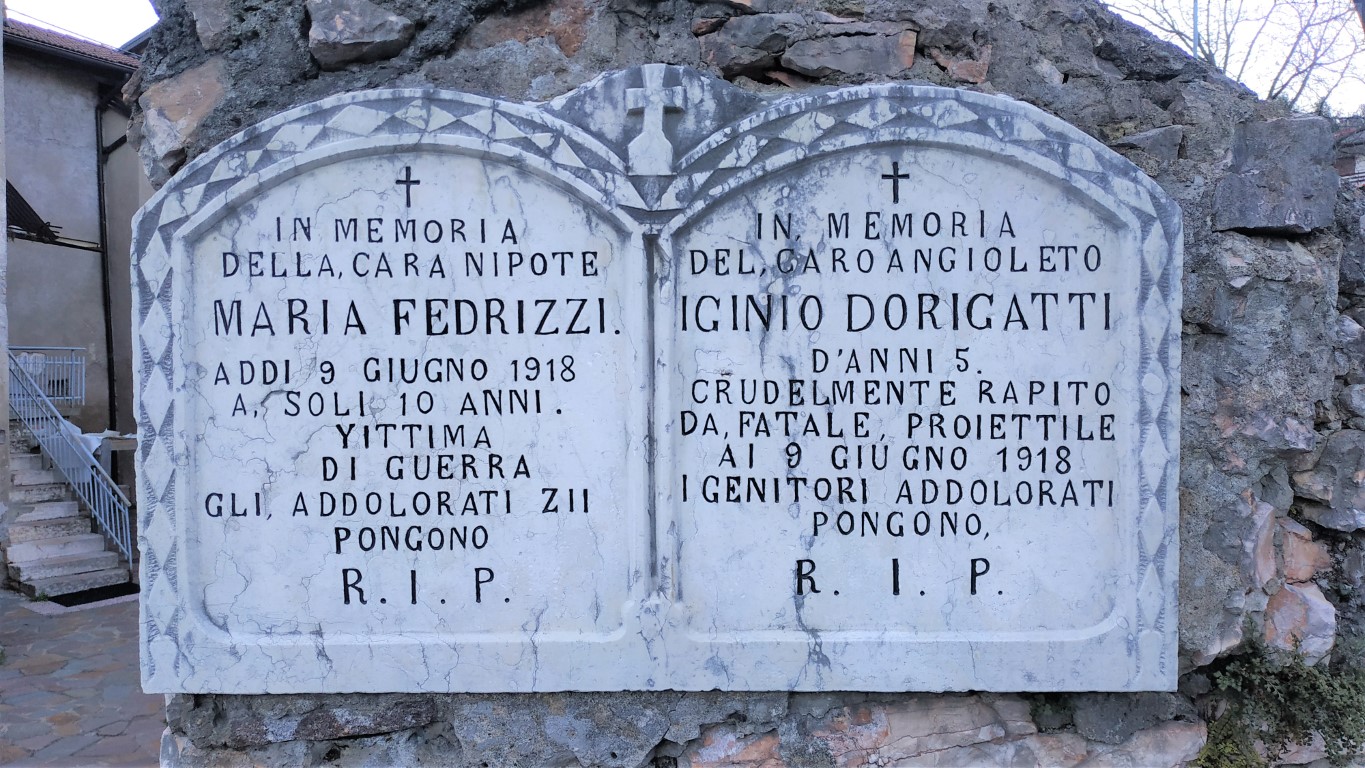 IN MEMORIA
DELLA, CARA NIPOTE
MARIA FEDRIZZI.
ADDI 9 GIUGNO 1918
A, SOLI 10 ANNI.
YITTIMA
DI GUERRA
GLI, ADDOLORATI ZII
PONGONO
R. I. P.
IN, MEMORIA
DEL, CARO ANGIOLETO
IGINIO DORIGATTI
D'ANNI 5.
CRUDELMENTE RAPITO
DA, FATALE, PROIETTILE
AI 9 GIUGNO 1918
I GENITORI ADDOLORATI
PONGONO,
R. I. P.